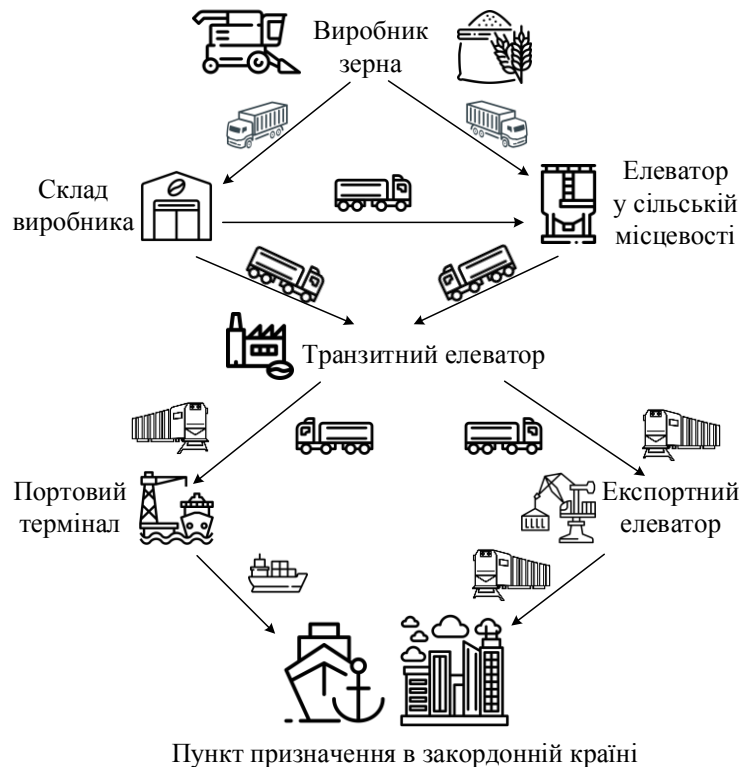 Виробник
зерна
Склад
виробника
Елеватор
у сільській
місцевості
Транзитний елеватор
Портовий
термінал
Експортний
елеватор
Пункт призначення в закордонній країні